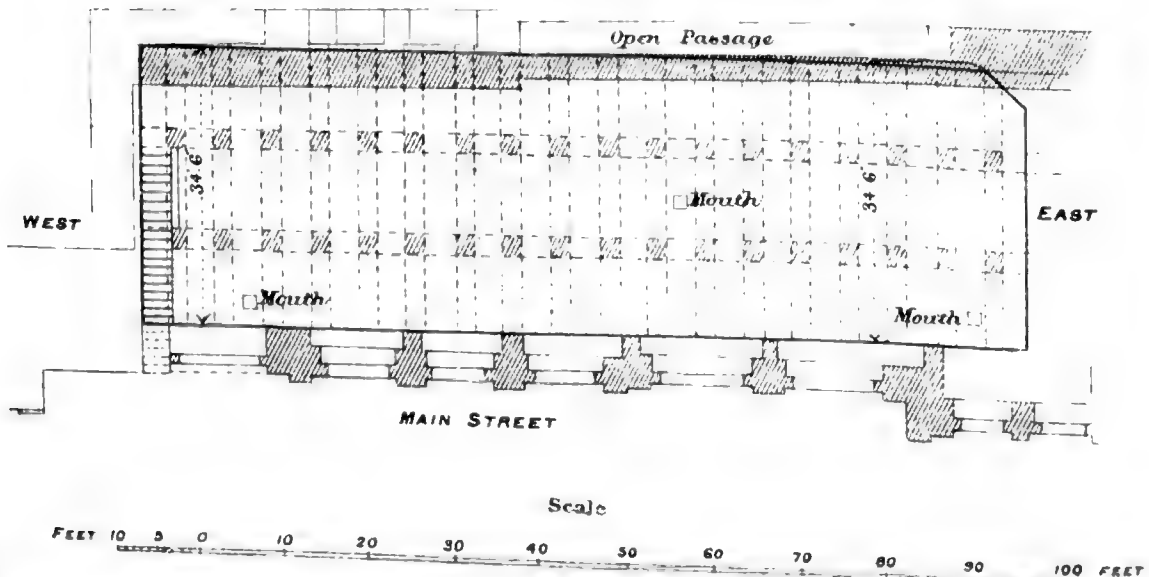 Open Passage
34.6
34.6
Mouth
WEST
EAST
Mouth
Mouth
MAIN STREET
Scale
FEET 10 5 0 10 20 30 40 50 60 70 80 90 100 FEET